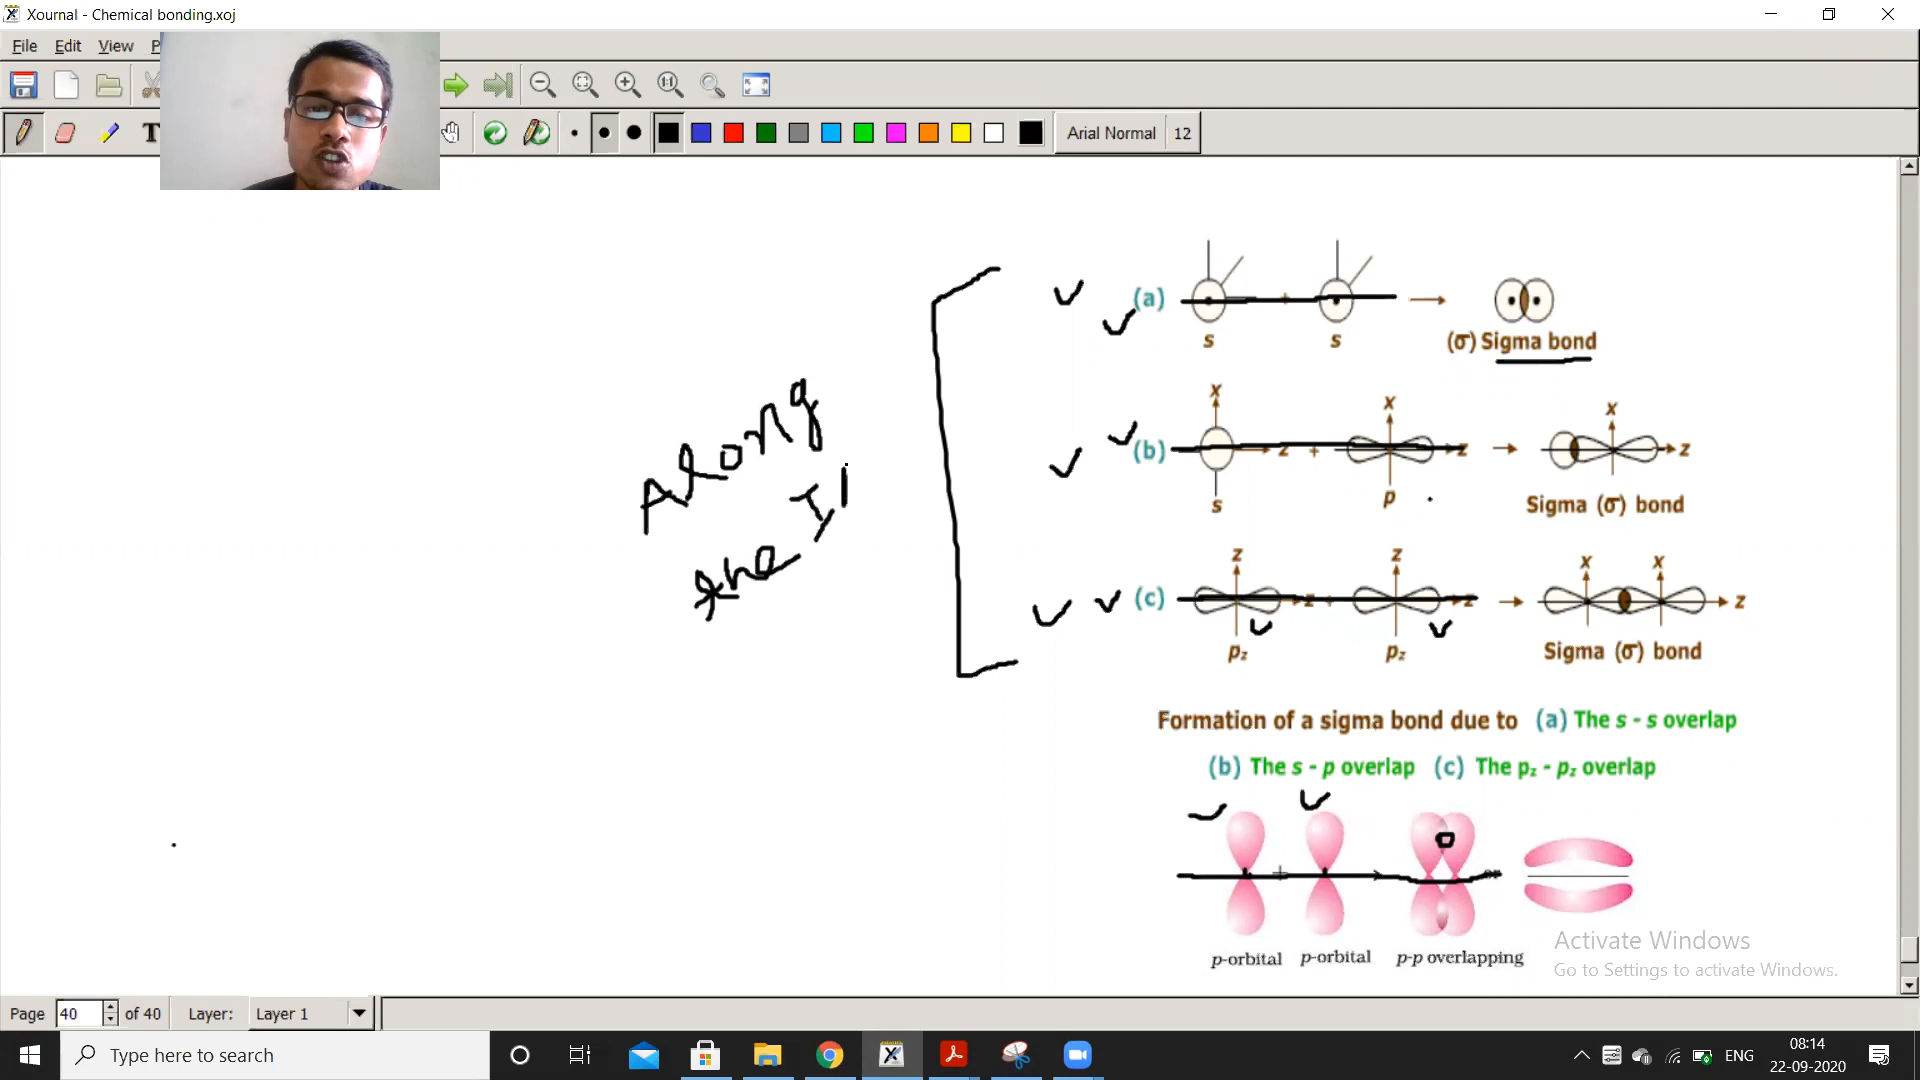 Xournal - Chemical bonding.xoj
File Edit View
Arial Normal 12
(a) s s (σ) Sigma bond
x x x
(b) z + z z
s p Sigma (σ) bond
z z x x
(c) z + z z
pz pz Sigma (σ) bond
Along
the I
Formation of a sigma bond due to (a) The s - s overlap
(b) The s - p overlap (c) The pz - pz overlap
or
p-orbital p-orbital p-p overlapping
Activate Windows
Go to Settings to activate Windows.
Page 40 of 40 Layer: Layer 1
Type here to search
ENG
08:14
22-09-2020